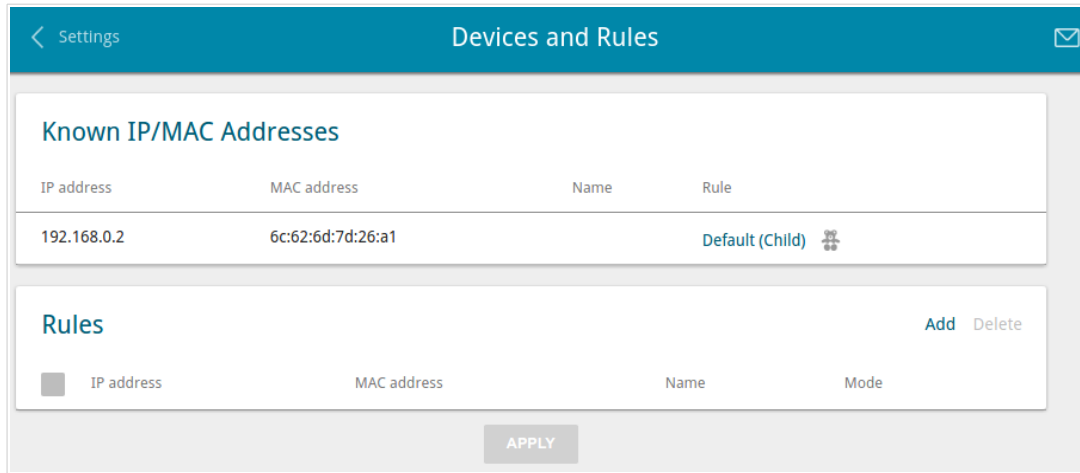 Settings Devices and Rules
Known IP/MAC Addresses
IP address MAC address Name Rule
192.168.0.2 6c:62:6d:7d:26:a1 Default (Child)
Rules Add Delete
IP address MAC address Name Mode
APPLY